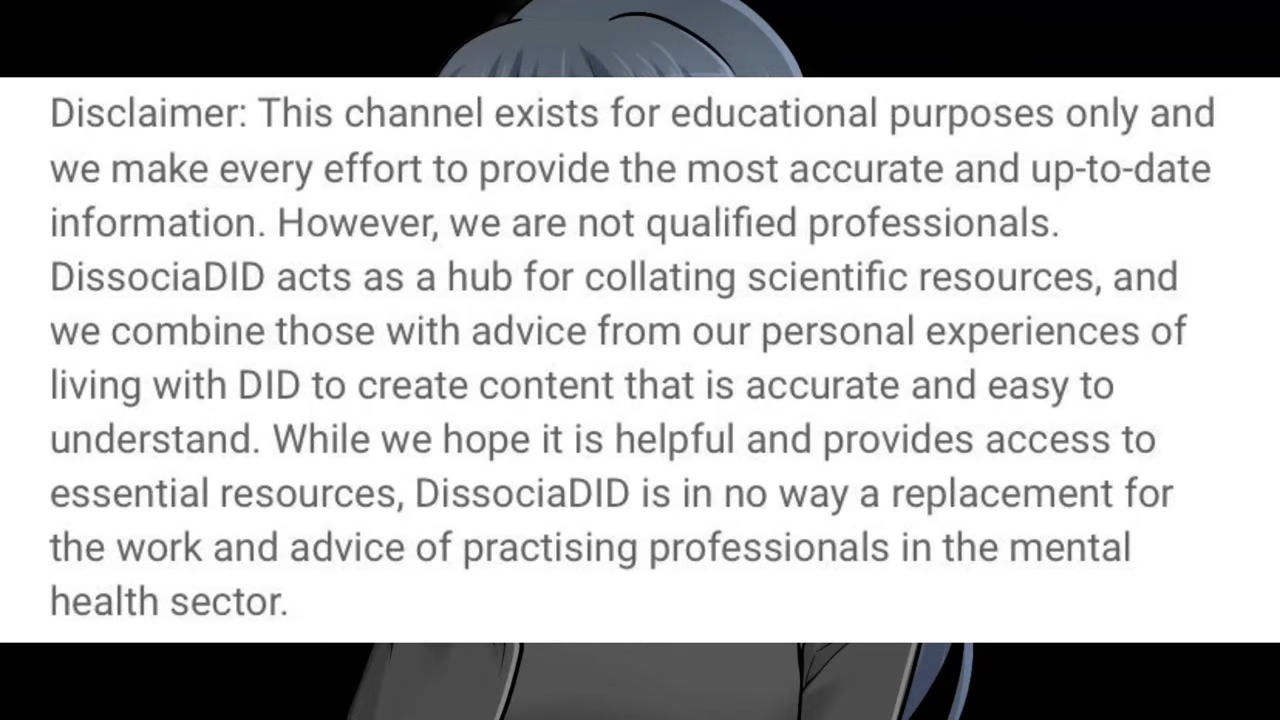 Disclaimer: This channel exists for educational purposes only and
we make every effort to provide the most accurate and up-to-date
information. However, we are not qualified professionals.
DissociaDID acts as a hub for collating scientific resources, and
we combine those with advice from our personal experiences of
living with DID to create content that is accurate and easy to
understand. While we hope it is helpful and provides access to
essential resources, DissociaDID is in no way a replacement for
the work and advice of practising professionals in the mental
health sector.